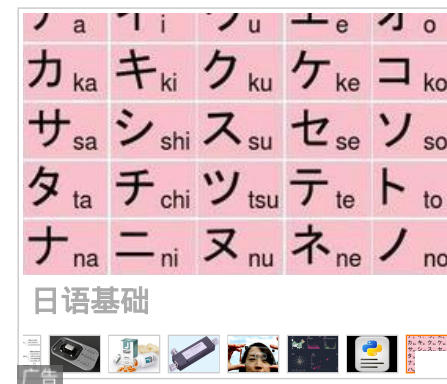 ア a イ i ウ u エ e オ o
カ ka キ ki ク ku ケ ke コ ko
サ sa シ shi ス su セ se ソ so
タ ta チ chi ツ tsu テ te ト to
ナ na ニ ni ヌ nu ネ ne ノ no
日语基础
广告